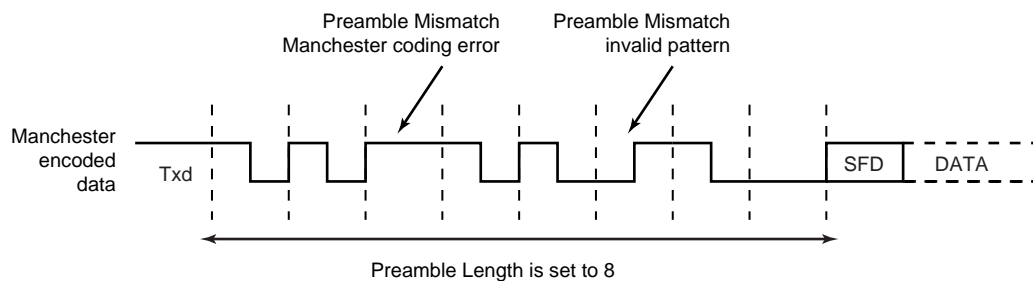 Preamble Mismatch
Manchester coding error
Preamble Mismatch
invalid pattern
Manchester
encoded
data
Txd
SFD
DATA
Preamble Length is set to 8